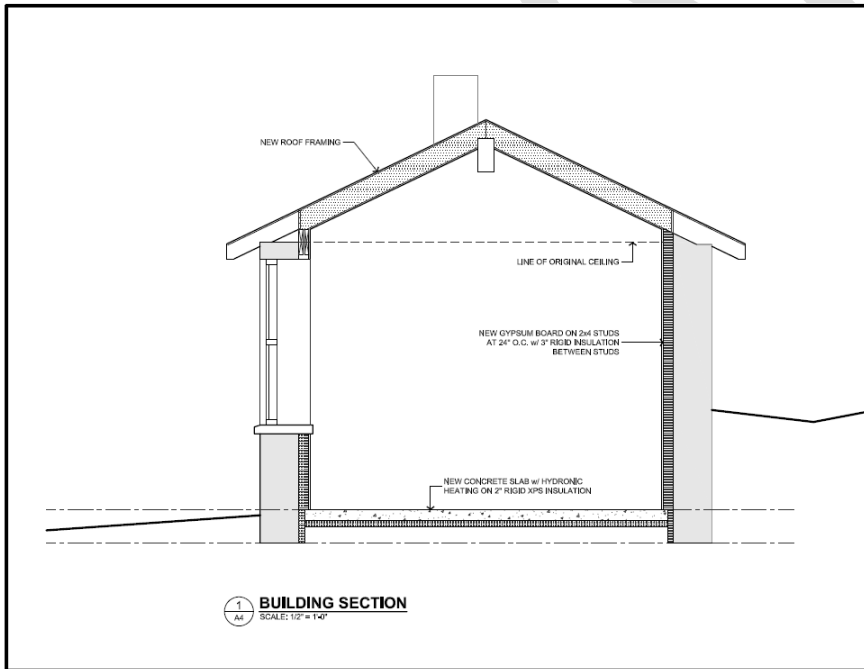 NEW ROOF FRAMING
LINE OF ORIGINAL CEILING
NEW GYPSUM BOARD ON 2x4 STUDS
AT 24" O.C. w/ 3" RIGID INSULATION
BETWEEN STUDS
NEW CONCRETE SLAB w/ HYDRONIC
HEATING ON 2" RIGID XPS INSULATION
1
A4
BUILDING SECTION
SCALE: 1/2" = 1'-0"